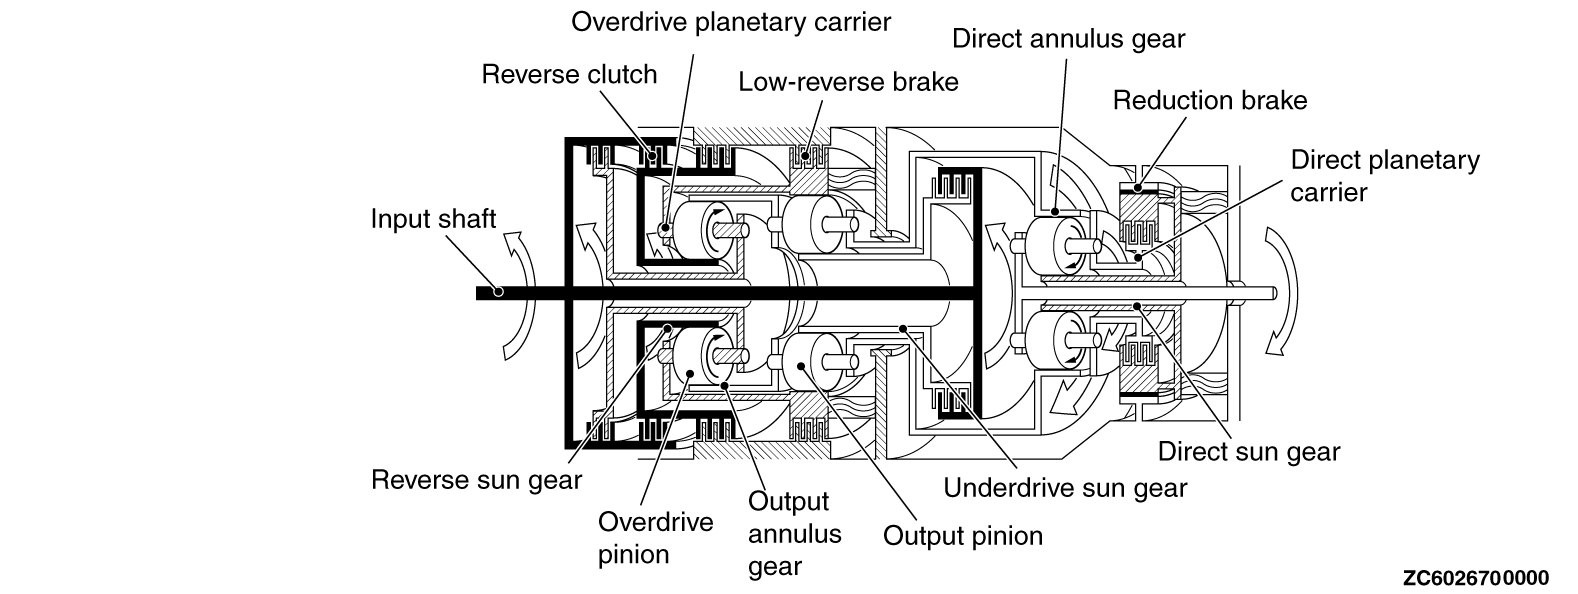 Overdrive planetary carrier
Direct annulus gear
Reverse clutch
Low-reverse brake
Reduction brake
Direct planetary
carrier
Input shaft
Direct sun gear
Reverse sun gear
Underdrive sun gear
Output
annulus
gear
Overdrive
pinion
Output pinion
ZC6026700000